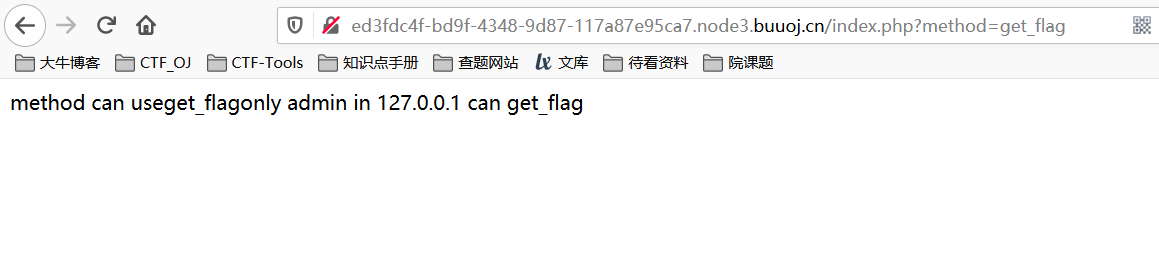 ed3fdc4f-bd9f-4348-9d87-117a87e95ca7.node3.buuoj.cn/index.php?method=get_flag
大牛博客 CTF_OJ CTF-Tools 知识点手册 查题网站 lx 文库 待看资料 院课题
method can useget_flagonly admin in 127.0.0.1 can get_flag